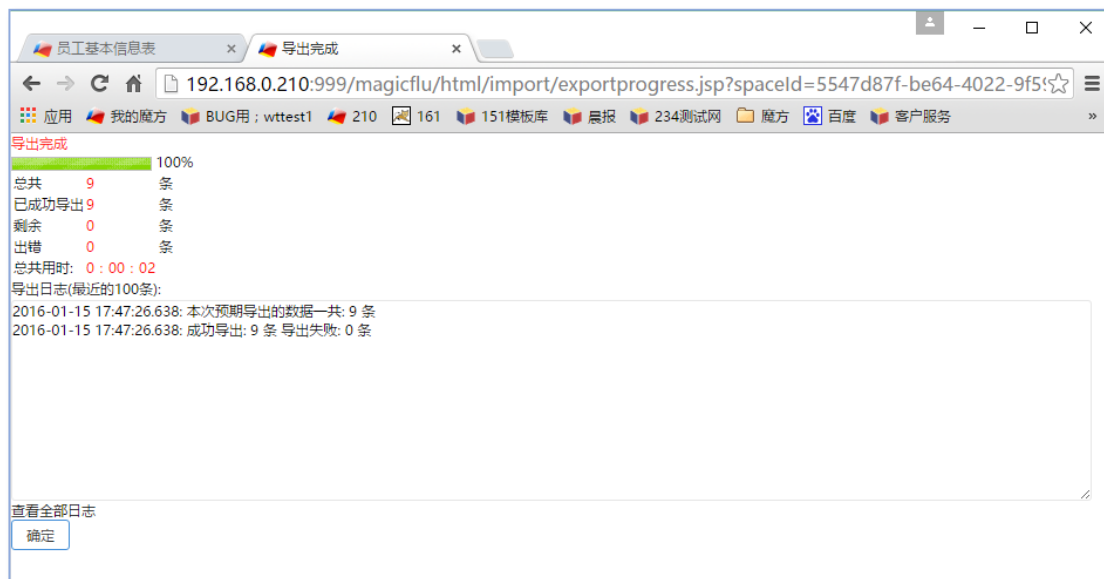 员工基本信息表 × 导出完成 ×
192.168.0.210:999/magicflu/html/import/exportprogress.jsp?spaceId=5547d87f-be64-4022-9f5
应用 我的魔方 BUG用；wttest1 210 161 151模板库 晨报 234测试网 魔方 百度 客户服务 »
导出完成
100%
总共 9 条
已成功导出 9 条
剩余 0 条
出错 0 条
总共用时: 0 : 00 : 02
导出日志(最近的100条):
2016-01-15 17:47:26.638: 本次预期导出的数据一共: 9 条
2016-01-15 17:47:26.638: 成功导出: 9 条 导出失败: 0 条
查看全部日志
确定